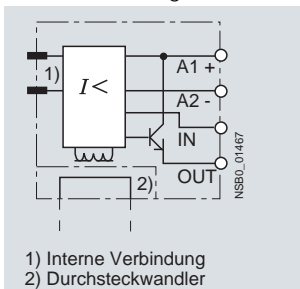 1)
I<
A1 +
A2 -
IN
OUT
2)
NSB0_01467
1) Interne Verbindung
2) Durchsteckwandler